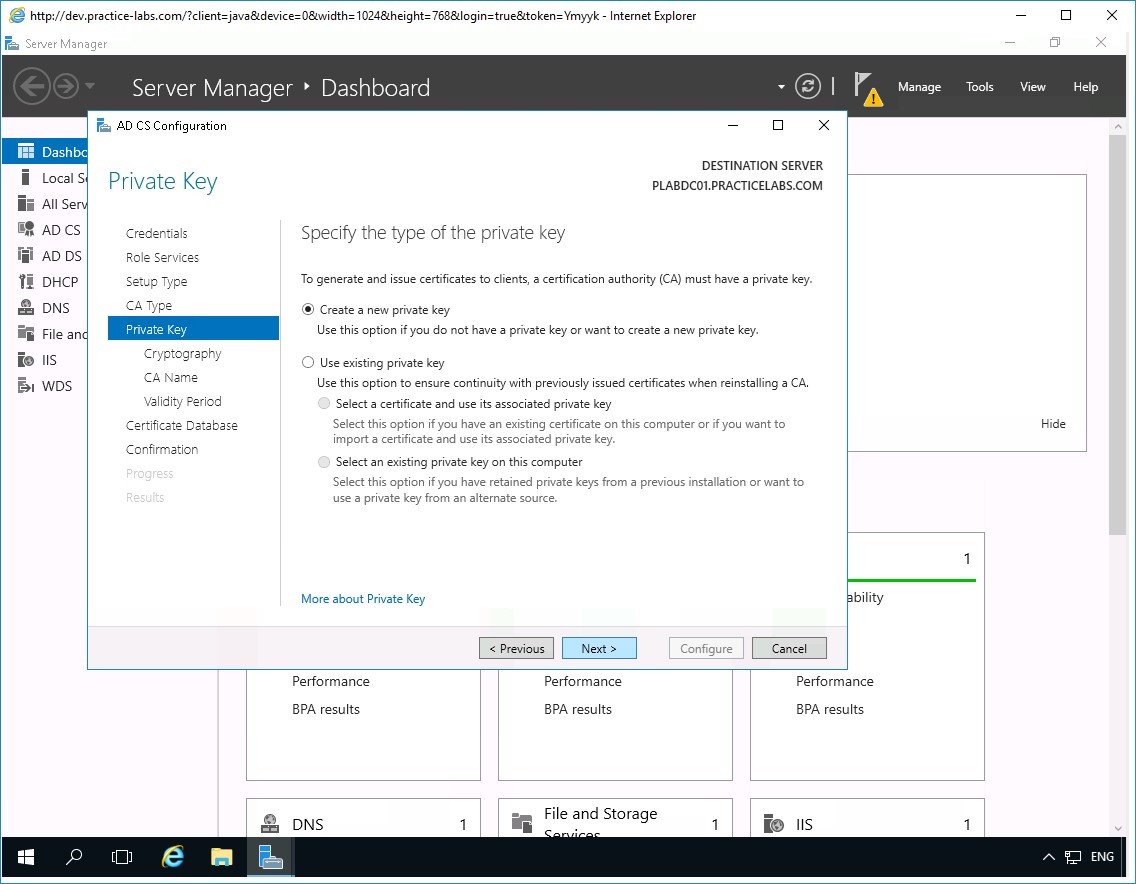 http://dev.practice-labs.com/?client=java&device=0&width=1024&height=768&login=true&token=Ymyyk - Internet Explorer
Server Manager
Server Manager ‣ Dashboard
Manage Tools View Help
AD CS Configuration
Private Key
DESTINATION SERVER
PLABDC01.PRACTICELABS.COM
Dashbo
Local Se
All Serv
AD CS
AD DS
DHCP
DNS
File and
IIS
WDS
Credentials
Role Services
Setup Type
CA Type
Private Key
Cryptography
CA Name
Validity Period
Certificate Database
Confirmation
Progress
Results
Specify the type of the private key
To generate and issue certificates to clients, a certification authority (CA) must have a private key.
Create a new private key
Use this option if you do not have a private key or want to create a new private key.
Use existing private key
Use this option to ensure continuity with previously issued certificates when reinstalling a CA.
Select a certificate and use its associated private key
Select this option if you have an existing certificate on this computer or if you want to
import a certificate and use its associated private key.
Select an existing private key on this computer
Select this option if you have retained private keys from a previous installation or want to
use a private key from an alternate source.
More about Private Key
< Previous Next > Configure Cancel
Hide
1
ability
Performance Performance Performance
BPA results BPA results BPA results
DNS 1
File and Storage
Services 1
IIS 1
ENG